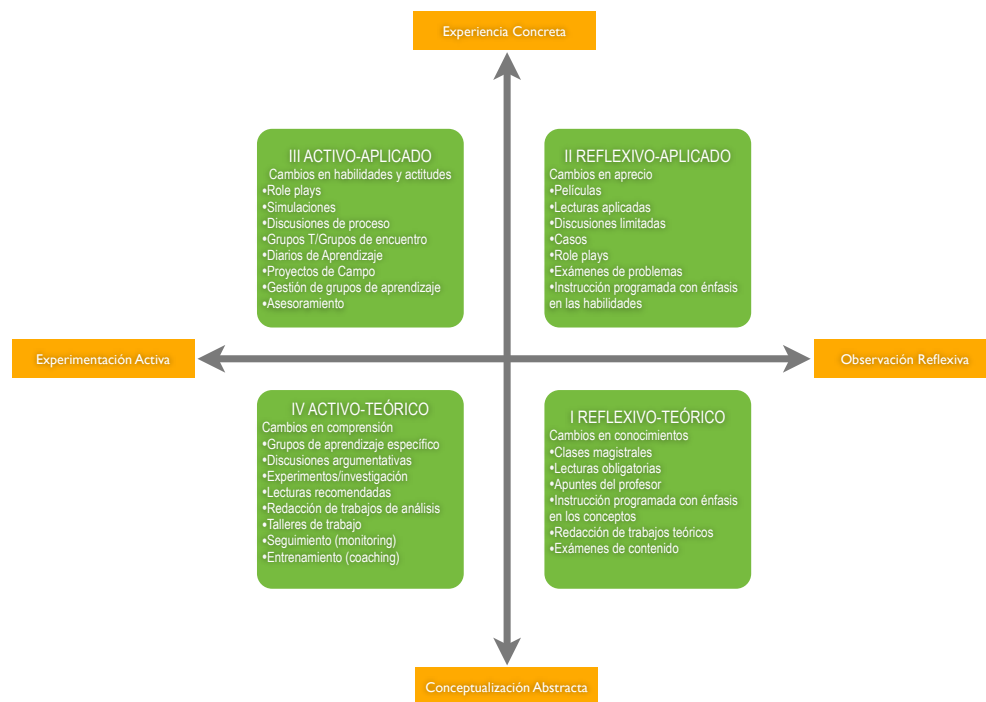 Experiencia Concreta
III ACTIVO-APLICADO
Cambios en habilidades y actitudes
•Role plays
•Simulaciones
•Discusiones de proceso
•Grupos T/Grupos de encuentro
•Diarios de Aprendizaje
•Proyectos de Campo
•Gestión de grupos de aprendizaje
•Asesoramiento
II REFLEXIVO-APLICADO
Cambios en aprecio
•Películas
•Lecturas aplicadas
•Discusiones limitadas
•Casos
•Role plays
•Exámenes de problemas
•Instrucción programada con énfasis
en las habilidades
Experimentación Activa
Observación Reflexiva
IV ACTIVO-TEÓRICO
Cambios en comprensión
•Grupos de aprendizaje específico
•Discusiones argumentativas
•Experimentos/investigación
•Lecturas recomendadas
•Redacción de trabajos de análisis
•Talleres de trabajo
•Seguimiento (monitoring)
•Entrenamiento (coaching)
I REFLEXIVO-TEÓRICO
Cambios en conocimientos
•Clases magistrales
•Lecturas obligatorias
•Apuntes del profesor
•Instrucción programada con énfasis
en los conceptos
•Redacción de trabajos teóricos
•Exámenes de contenido
Conceptualización Abstracta